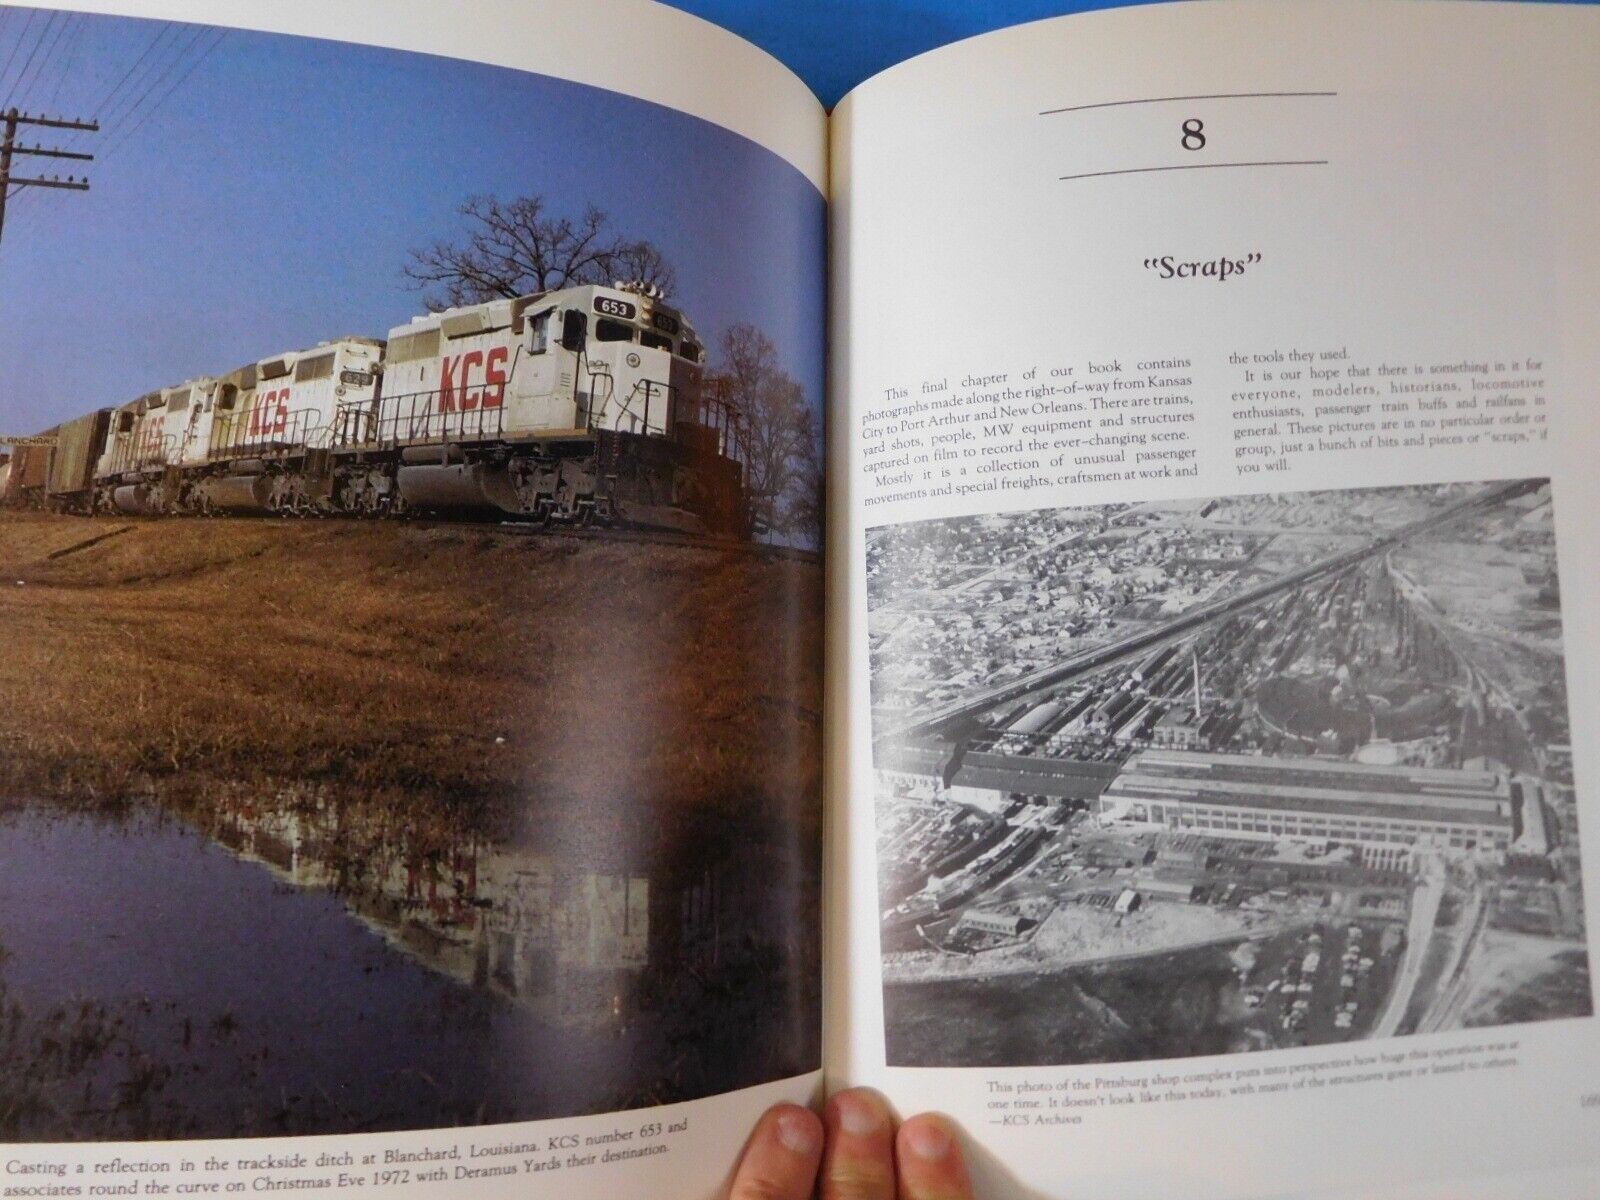 BLANCHARD
KCS
KCS
KCS
653
653
Casting a reflection in the trackside ditch at Blanchard, Louisiana. KCS number 653 and
associates round the curve on Christmas Eve 1972 with Deramus Yards their destination.
8
“Scraps”
This final chapter of our book contains
photographs made along the right-of-way from Kansas
City to Port Arthur and New Orleans. There are trains,
yard shots, people, MW equipment and structures
captured on film to record the ever-changing scene.
Mostly it is a collection of unusual passenger
movements and special freights, craftsmen at work and
the tools they used.
It is our hope that there is something in it for
everyone, modelers, historians, locomotive
enthusiasts, passenger train buffs and railfans in
general. These pictures are in no particular order or
group, just a bunch of bits and pieces or “scraps,” if
you will.
This photo of the Pittsburg shop complex puts into perspective how huge this operation was at
one time. It doesn't look like this today, with many of the structures gone or leased to others.
—KCS Archives